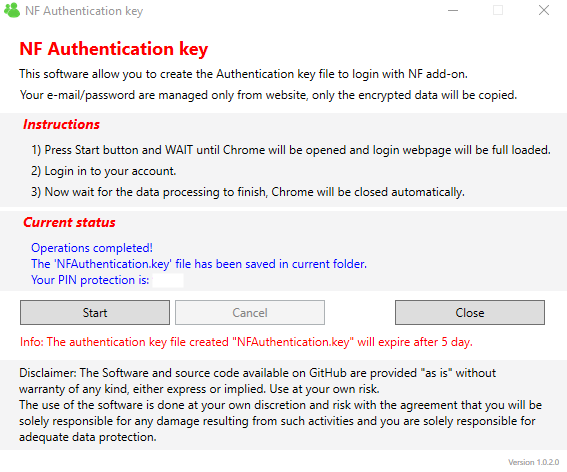 NF Authentication key
NF Authentication key
This software allow you to create the Authentication key file to login with NF add-on.
Your e-mail/password are managed only from website, only the encrypted data will be copied.
Instructions
1) Press Start button and WAIT until Chrome will be opened and login webpage will be full loaded.
2) Login in to your account.
3) Now wait for the data processing to finish, Chrome will be closed automatically.
Current status
Operations completed!
The 'NFAuthentication.key' file has been saved in current folder.
Your PIN protection is:
Start Cancel Close
Info: The authentication key file created "NFAuthentication.key" will expire after 5 day.
Disclaimer: The Software and source code available on GitHub are provided "as is" without
warranty of any kind, either express or implied. Use at your own risk.
The use of the software is done at your own discretion and risk with the agreement that you will be
solely responsible for any damage resulting from such activities and you are solely responsible for
adequate data protection.
Version 1.0.2.0